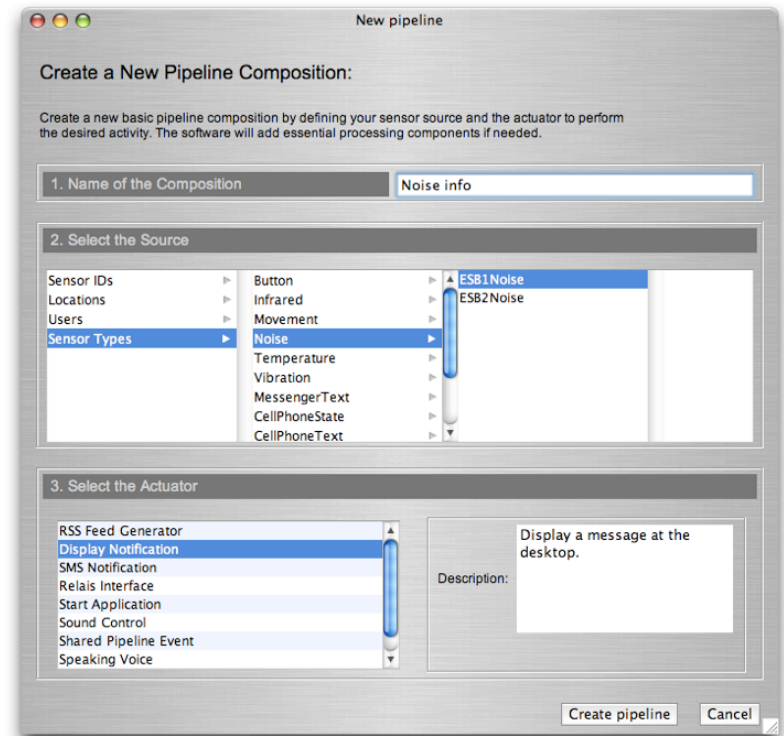 New pipeline
Create a New Pipeline Composition:
Create a new basic pipeline composition by defining your sensor source and the actuator to perform
the desired activity. The software will add essential processing components if needed.
1. Name of the Composition
Noise info
2. Select the Source
Sensor IDs
Locations
Users
Sensor Types
Button
Infrared
Movement
Noise
Temperature
Vibration
MessengerText
CellPhoneState
CellPhoneText
ESB1Noise
ESB2Noise
3. Select the Actuator
RSS Feed Generator
Display Notification
SMS Notification
Relais Interface
Start Application
Sound Control
Shared Pipeline Event
Speaking Voice
Description:
Display a message at the
desktop.
Create pipeline
Cancel